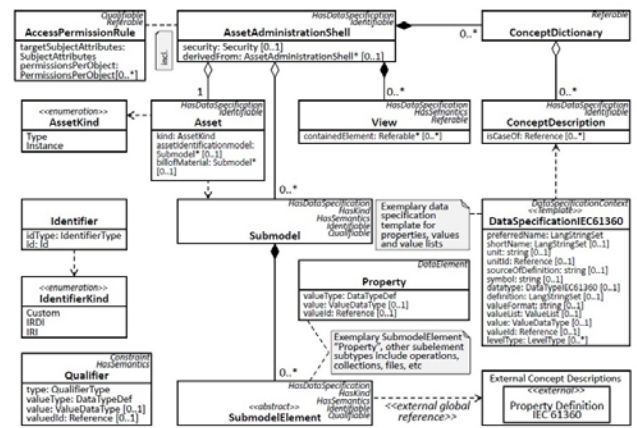 Qualifiable
Referable
AccessPermissionRule
targetSubjectAttributes:
SubjectAttributes
permissionsPerObject:
PermissionsPerObject[0..*]
incl.
HasDataSpecification
Identifiable
AssetAdministrationShell
security: Security [0..1]
derivedFrom: AssetAdministrationShell* [0..1]
0..*
Referable
ConceptDictionary
1
0..*
0..*
<<enumeration>>
AssetKind
Type
Instance
HasDataSpecification
Identifiable
Asset
kind: AssetKind
assetidentificationmodel:
Submodel* [0..1]
billofMaterial: Submodel*
[0..1]
HasDataSpecification
HasSemantics
Referable
View
containedElement: Referable* [0..*]
HasDataSpecification
Identifiable
ConceptDescription
isCaseOf: Reference [0..*]
0..*
Identifier
idType: IdentifierType
id: Id
HasDataSpecification
HasKind
HasSemantics
Identifiable
Qualifiable
Submodel
Exemplary data
specification
template for
properties, values
and value lists
DataSpecificationContext
<<Template>>
DataSpecificationIEC61360
preferredName: LangStringSet
shortName: LangStringSet [0..1]
unit: string [0..1]
unitId: Reference [0..1]
sourceOfDefinition: string [0..1]
symbol: string [0..1]
datatype: DataTypeIEC61360 [0..1]
definition: LangStringSet [0..1]
valueFormat: string [0..1]
valueList: ValueList [0..1]
value: ValueDataType [0..1]
valueId: Reference [0..1]
levelType: LevelType [0..*]
<<enumeration>>
IdentifierKind
Custom
IRDI
IRI
DataElement
Property
valueType: DataTypeDef
value: ValueDataType [0..1]
valueId: Reference [0..1]
Exemplary SubmodelElement
"Property", other subelement
subtypes include operations,
collections, files, etc
Constraint
HasSemantics
Qualifier
type: QualifierType
valueType: DataTypeDef
value: ValueDataType [0..1]
valuedId: Reference [0..1]
0..*
HasDataSpecification
HasKind
HasSemantics
Identifiable
Qualifiable
<<abstract>>
SubmodelElement
<<external global
reference>>
External Concept Descriptions
<<external>>
Property Definition
IEC 61360